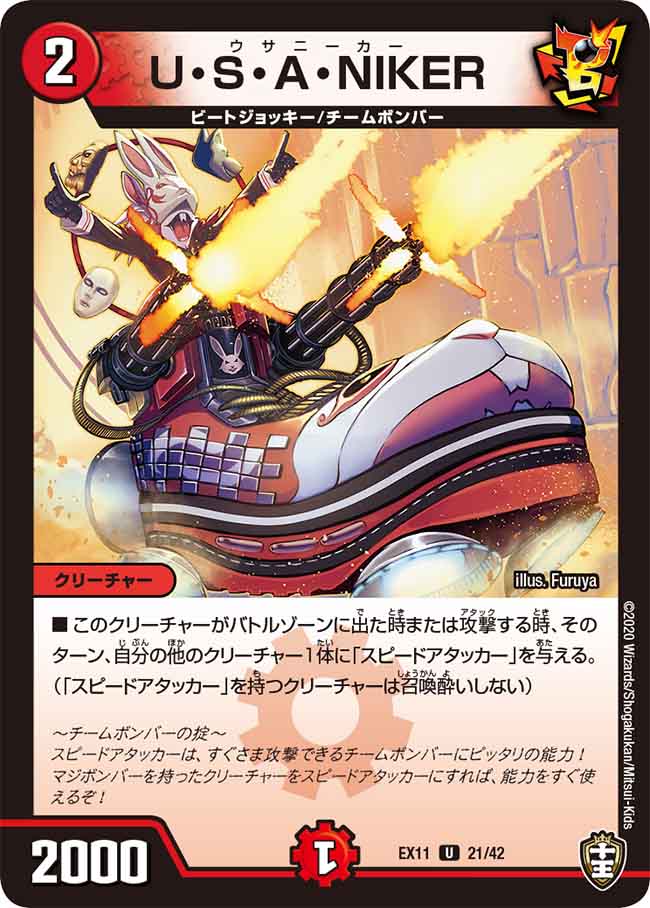 ウサニーカー
2
U・S・A・NIKER
ビートジョッキー/チームボンバー
クリーチャー
illus. Furuya
■このクリーチャーがバトルゾーンに出た時または攻撃する時、その
ターン、自分の他のクリーチャー1体に「スピードアタッカー」を与える。
(「スピードアタッカー」を持つクリーチャーは召喚酔いしない)
〜チームボンバーの掟〜
スピードアタッカーは、すぐさま攻撃できるチームボンバーにピッタリの能力!
マジボンバーを持ったクリーチャーをスピードアタッカーにすれば、能力をすぐ使
えるぞ!
©2020 Wizards/Shogakukan/Mitsui-Kids
2000
1
EX11 U 21/42